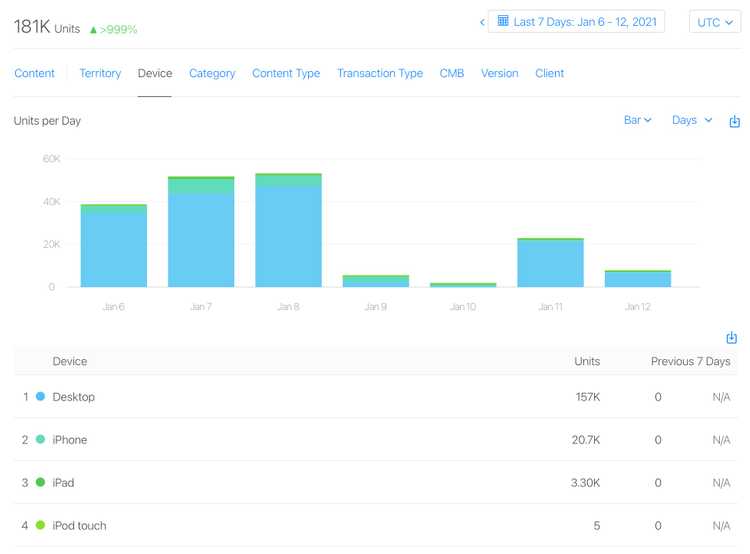 181K Units ▲ >999%
‹ Last 7 Days: Jan 6 - 12, 2021 UTC
Content Territory Device Category Content Type Transaction Type CMB Version Client
Units per Day Bar Days
60K
40K
20K
0
Jan 6 Jan 7 Jan 8 Jan 9 Jan 10 Jan 11 Jan 12
Device Units Previous 7 Days
1 Desktop 157K 0 N/A
2 iPhone 20.7K 0 N/A
3 iPad 3.30K 0 N/A
4 iPod touch 5 0 N/A